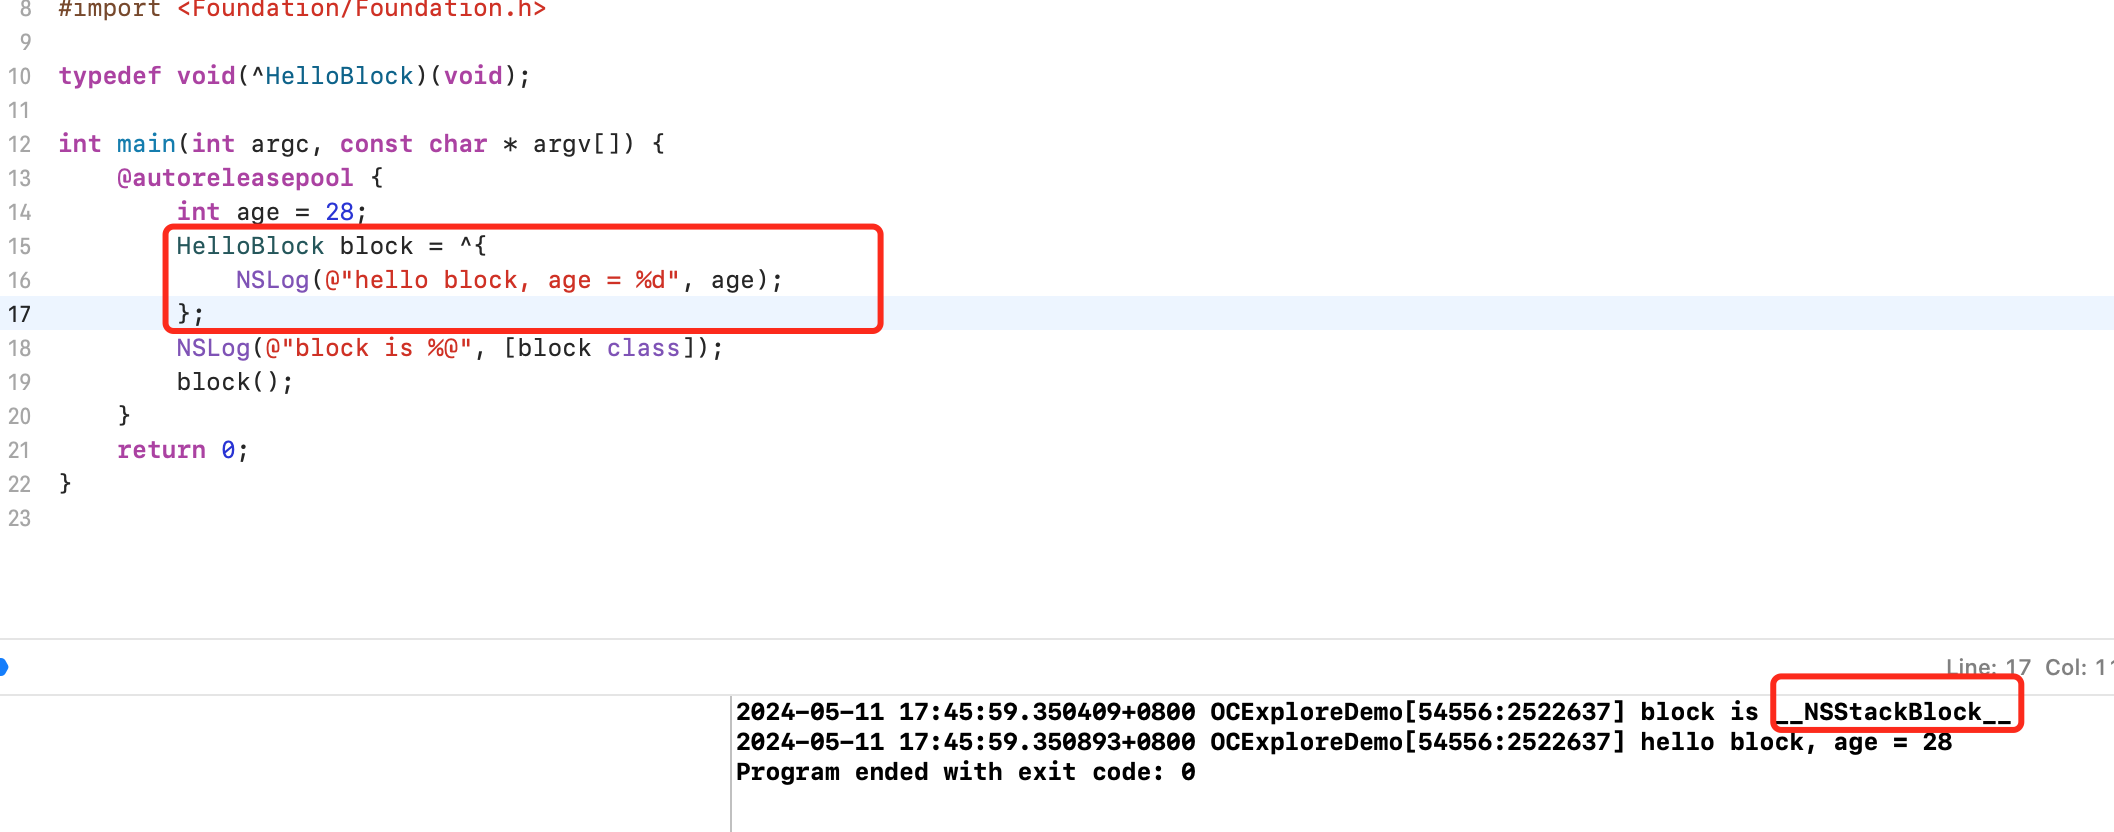 8 #import <Foundation/Foundation.h>
9
10 typedef void(^HelloBlock)(void);
11
12 int main(int argc, const char * argv[]) {
13 @autoreleasepool {
14 int age = 28;
15 HelloBlock block = ^{
16 NSLog(@"hello block, age = %d", age);
17 };
18 NSLog(@"block is %@", [block class]);
19 block();
20 }
21 return 0;
22 }
23
Line: 17 Col: 11
2024-05-11 17:45:59.350409+0800 OCExploreDemo[54556:2522637] block is __NSStackBlock__
2024-05-11 17:45:59.350893+0800 OCExploreDemo[54556:2522637] hello block, age = 28
Program ended with exit code: 0